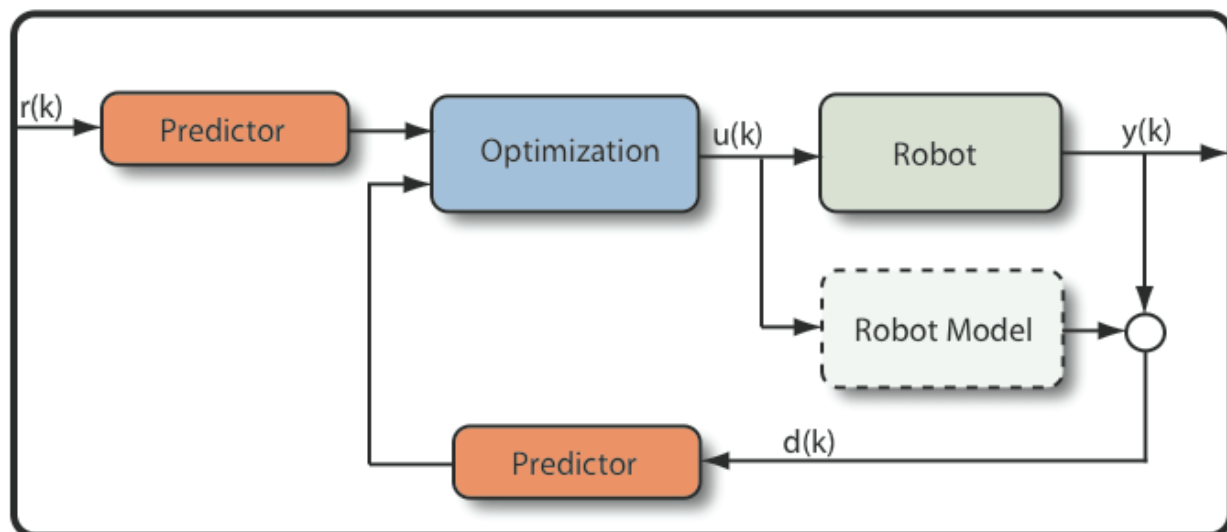 r(k)
Predictor
Optimization
u(k)
Robot
y(k)
Robot Model
Predictor
d(k)